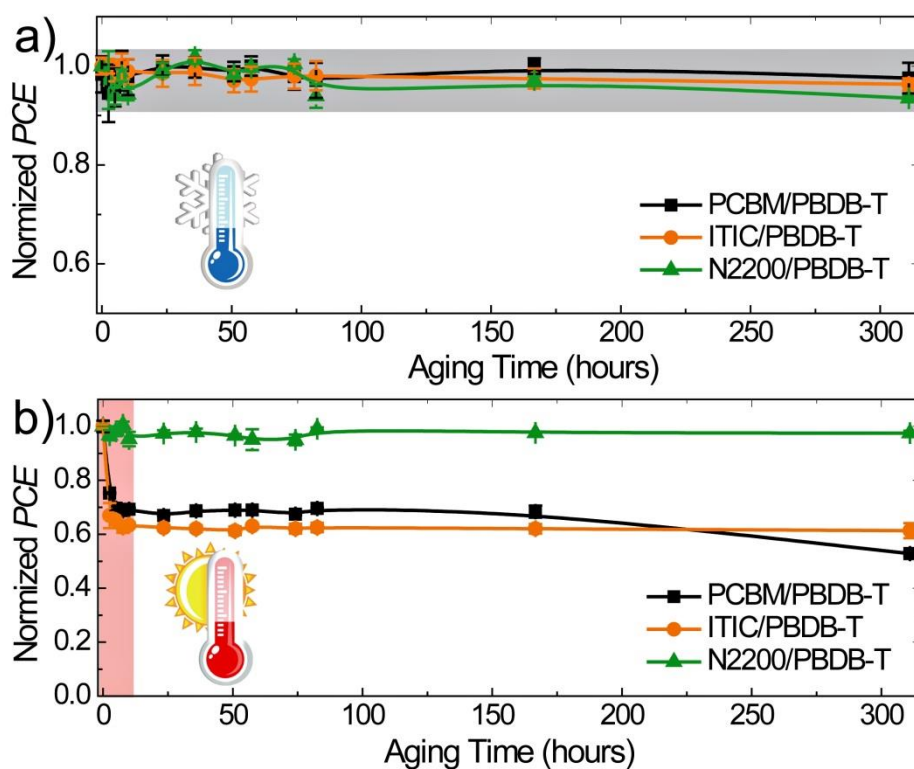 a)
Normized PCE
1.0
0.8
0.6
PCBM/PBDB-T
ITIC/PBDB-T
N2200/PBDB-T
0 50 100 150 200 250 300
Aging Time (hours)
b)
Normized PCE
1.0
0.8
0.6
0.4
0.2
0.0
PCBM/PBDB-T
ITIC/PBDB-T
N2200/PBDB-T
0 50 100 150 200 250 300
Aging Time (hours)